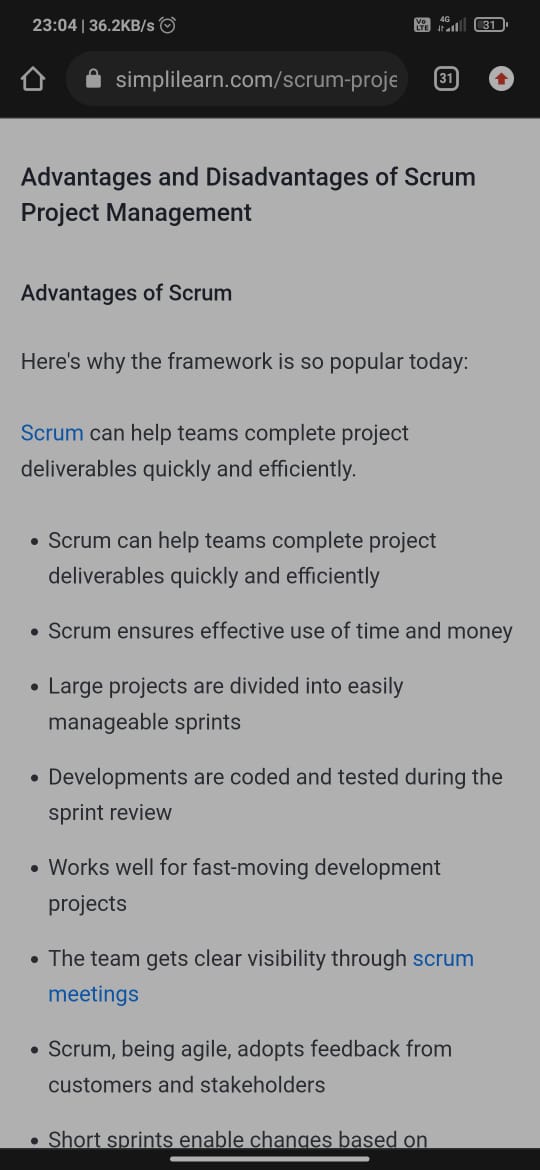 23:04 | 36.2KB/s
Vo LTE 4G 31
simplilearn.com/scrum-proje
31
Advantages and Disadvantages of Scrum
Project Management
Advantages of Scrum
Here's why the framework is so popular today:
Scrum can help teams complete project
deliverables quickly and efficiently.
• Scrum can help teams complete project
deliverables quickly and efficiently
• Scrum ensures effective use of time and money
• Large projects are divided into easily
manageable sprints
• Developments are coded and tested during the
sprint review
• Works well for fast-moving development
projects
• The team gets clear visibility through scrum
meetings
• Scrum, being agile, adopts feedback from
customers and stakeholders
• Short sprints enable changes based on